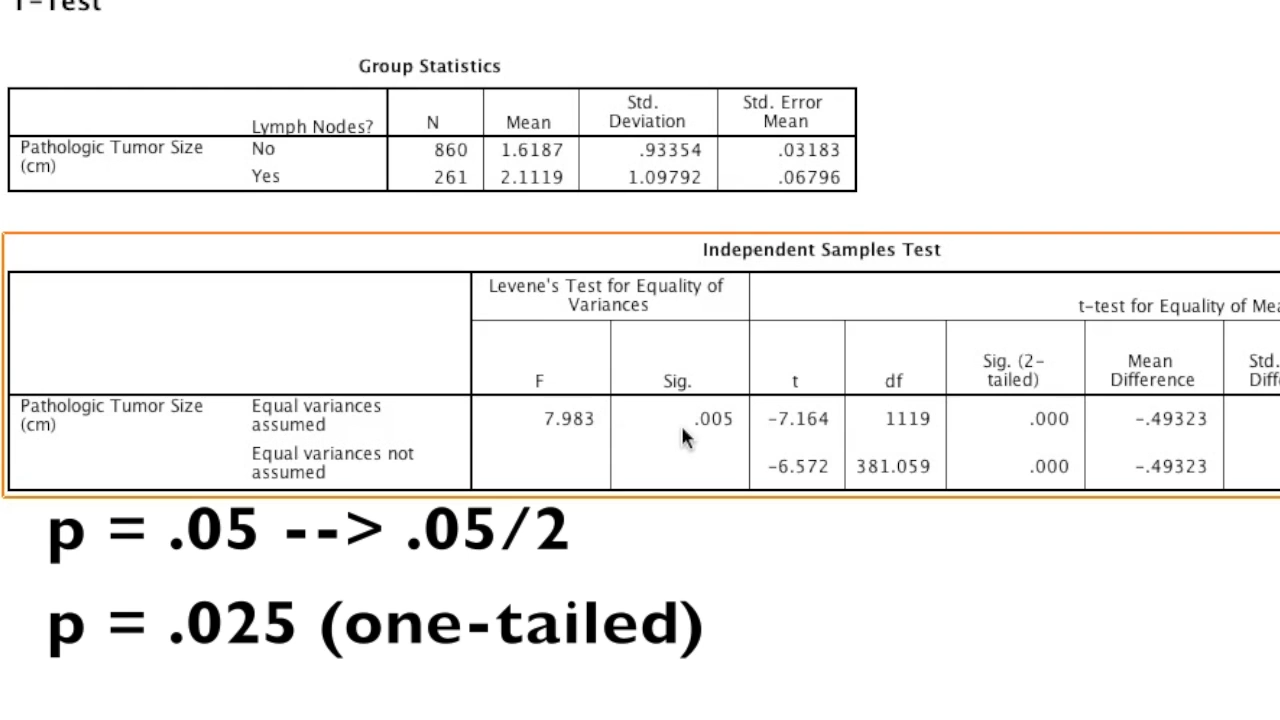 T-Test
Group Statistics
Lymph Nodes? N Mean Std. Deviation Std. Error Mean
Pathologic Tumor Size (cm) No 860 1.6187 .93354 .03183
Yes 261 2.1119 1.09792 .06796
Independent Samples Test
Levene's Test for Equality of Variances
t-test for Equality of
F Sig. t df Sig. (2-tailed) Mean Difference Std.
Pathologic Tumor Size (cm) Equal variances assumed 7.983 .005 -7.164 1119 .000 -.49323
Equal variances not assumed -6.572 381.059 .000 -.49323
p = .05 --> .05/2
p = .025 (one-tailed)